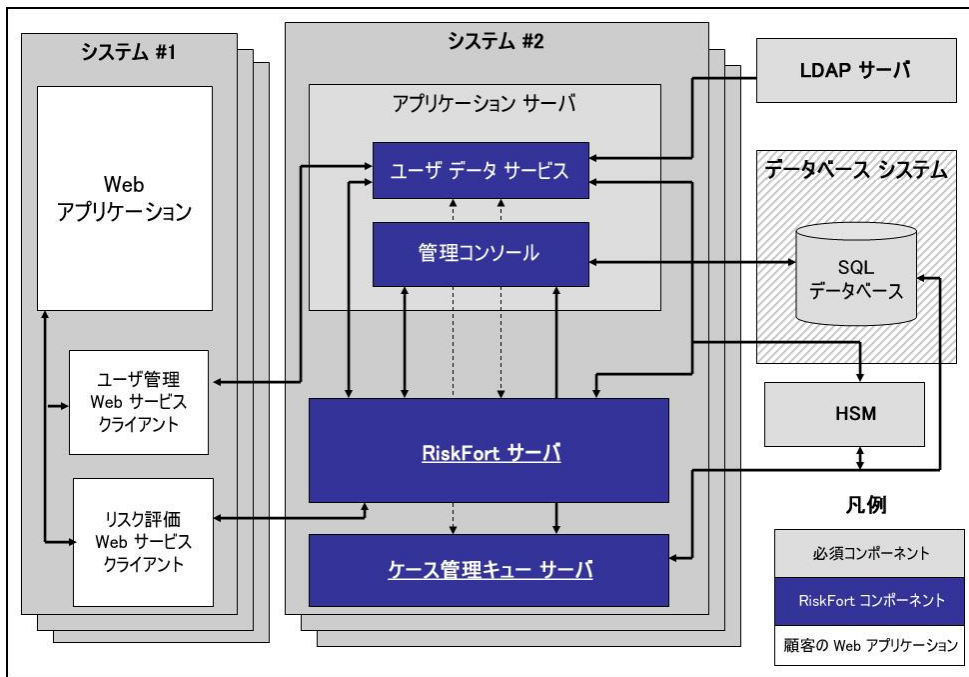 システム #1
Web
アプリケーション
ユーザ管理
Web サービス
クライアント
リスク評価
Web サービス
クライアント
システム #2
アプリケーション サーバ
ユーザ データ サービス
管理コンソール
RiskFort サーバ
ケース管理キュー サーバ
LDAP サーバ
データベース システム
SQL
データベース
HSM
凡例
必須コンポーネント
RiskFort コンポーネント
顧客の Web アプリケーション